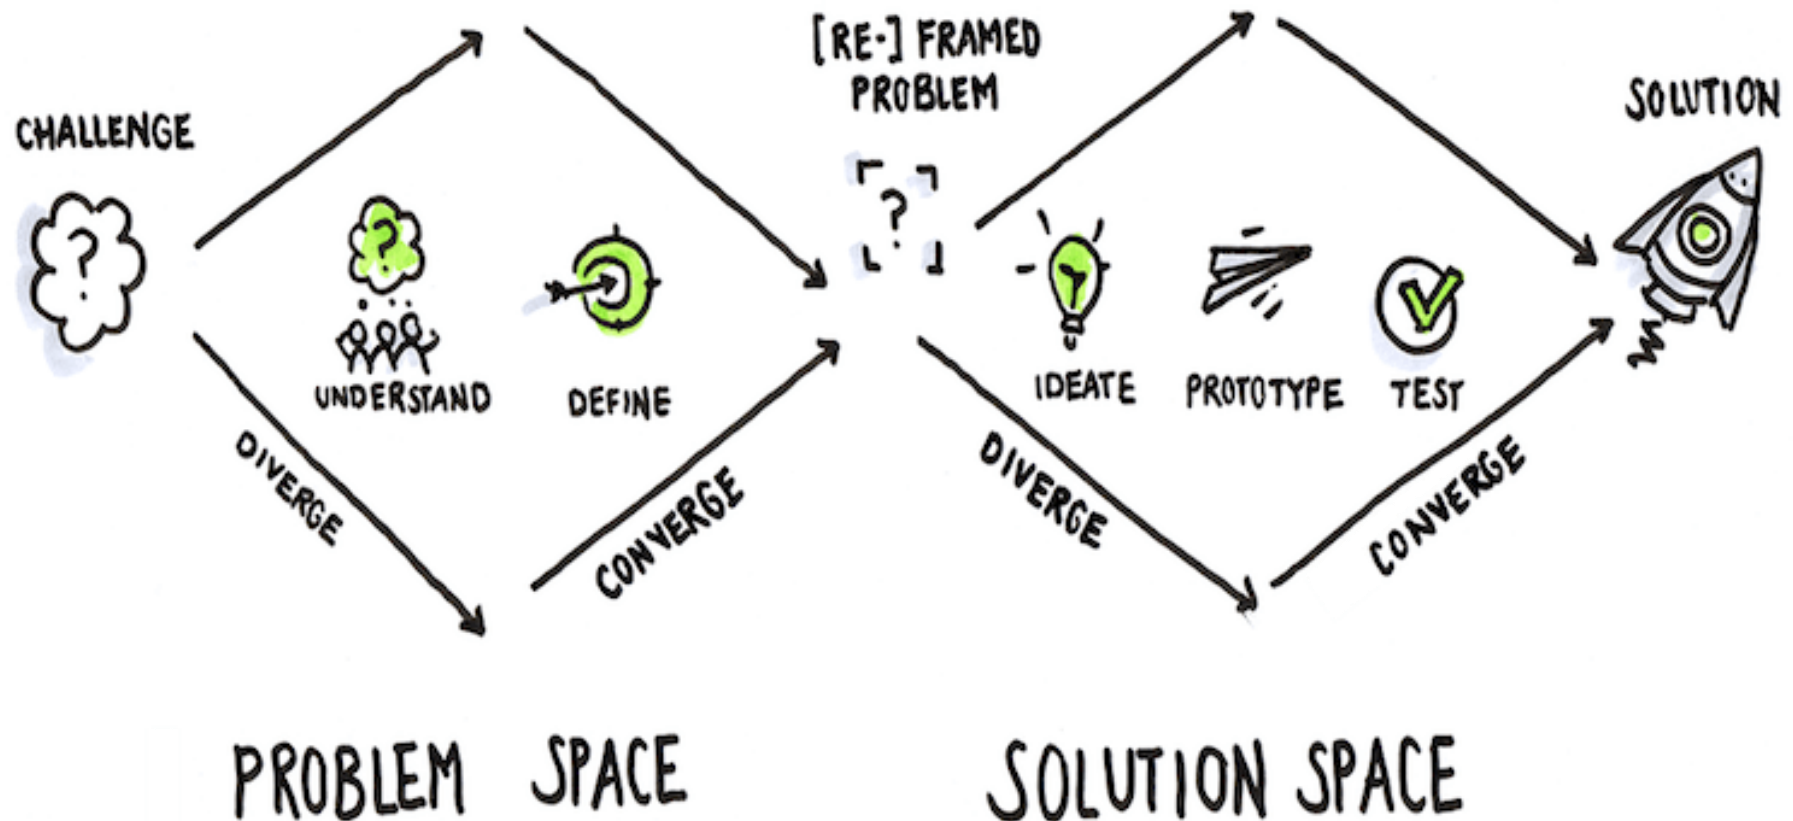 CHALLENGE
?
?
UNDERSTAND
DEFINE
DIVERGE
CONVERGE
[RE-] FRAMED
PROBLEM
?
IDEATE
PROTOTYPE
TEST
DIVERGE
CONVERGE
SOLUTION
PROBLEM SPACE
SOLUTION SPACE